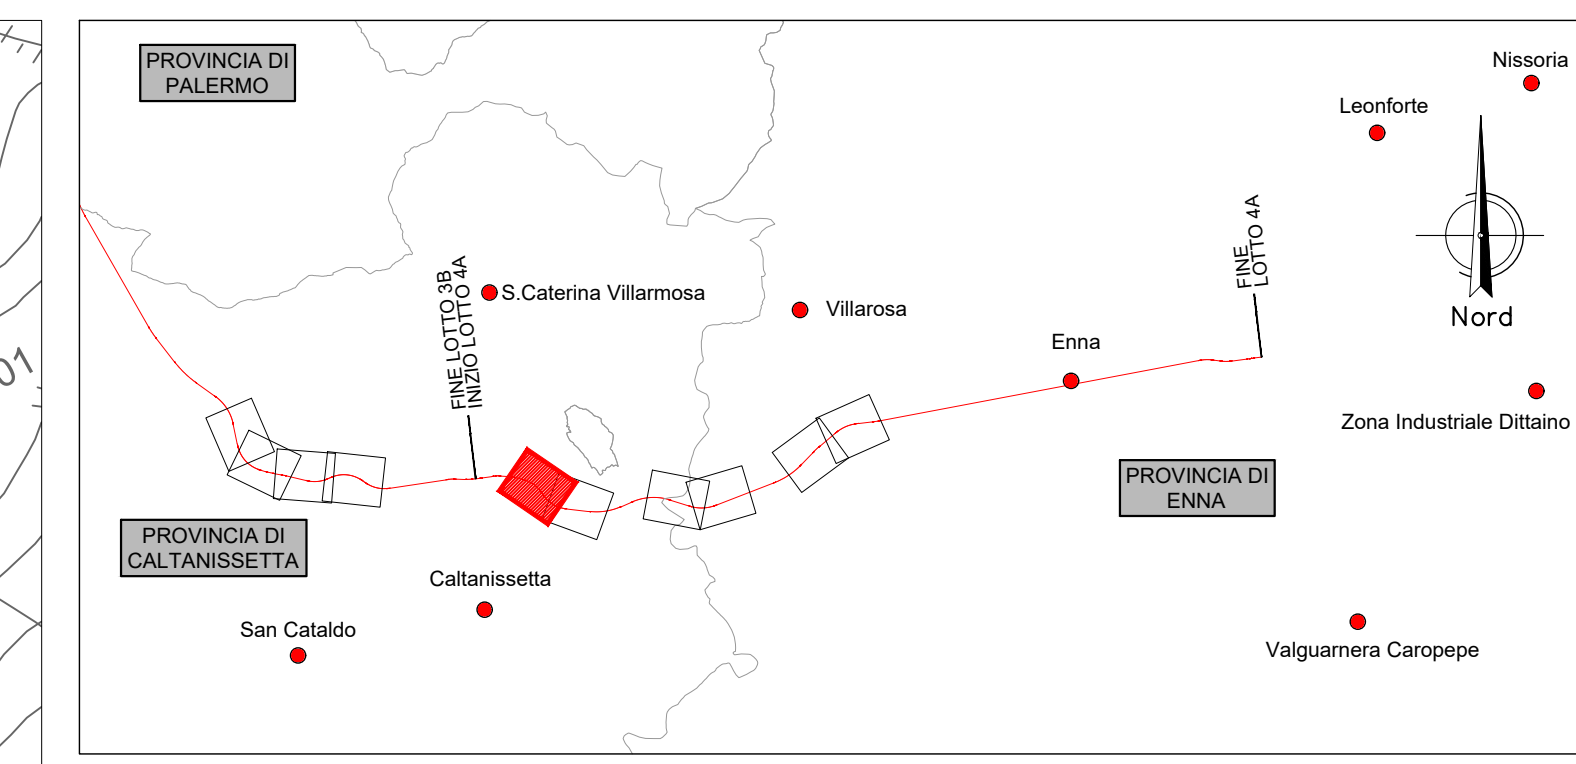 PROVINCIA DI
PALERMO
Nissoria
Leonforte
FINE
LOTTO 4A
FINE LOTTO 3B
INIZIO LOTTO 4A
S.Caterina Villarmosa
Villarosa
Nord
Enna
01
Zona Industriale Dittaino
PROVINCIA DI
ENNA
PROVINCIA DI
CALTANISSETTA
Caltanissetta
San Cataldo
Valguarnera Caropepe